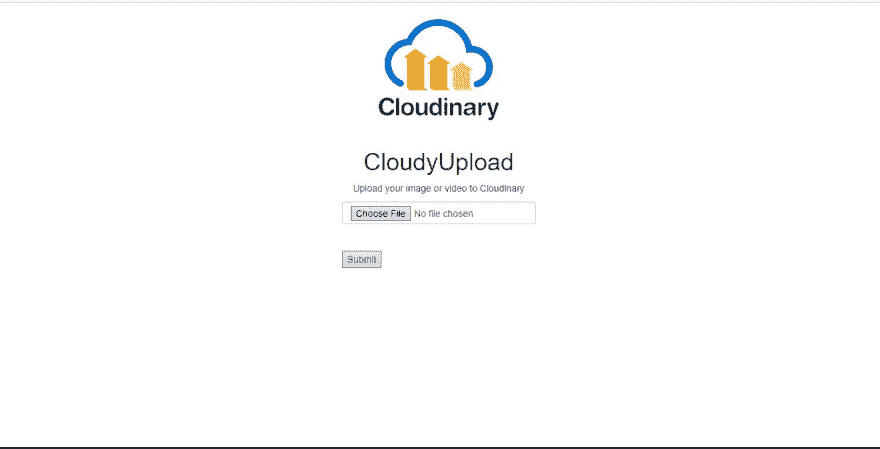 Cloudinary
CloudyUpload
Upload your image or video to Cloudinary
Choose File No file chosen
Submit